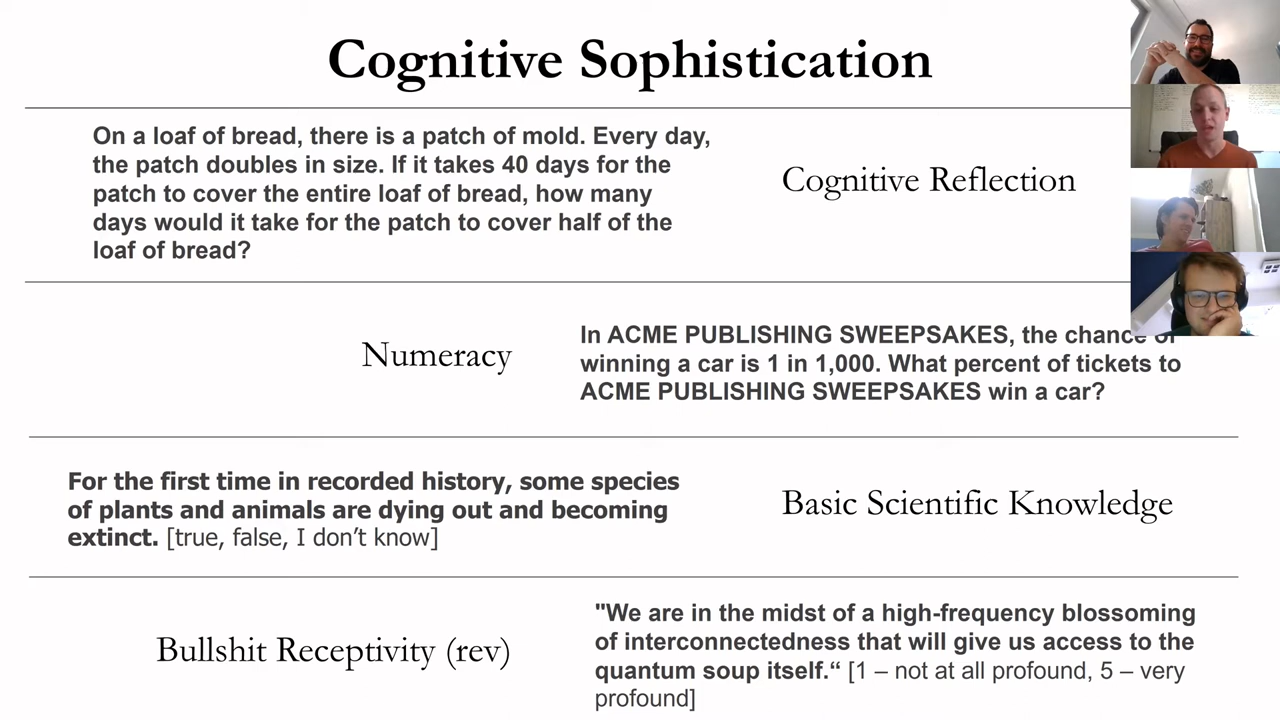 Cognitive Sophistication
On a loaf of bread, there is a patch of mold. Every day,
the patch doubles in size. If it takes 40 days for the
patch to cover the entire loaf of bread, how many
days would it take for the patch to cover half of the
loaf of bread?
Cognitive Reflection
Numeracy
In ACME PUBLISHING SWEEPSAKES, the chance of
winning a car is 1 in 1,000. What percent of tickets to
ACME PUBLISHING SWEEPSAKES win a car?
For the first time in recorded history, some species
of plants and animals are dying out and becoming
extinct. [true, false, I don’t know]
Basic Scientific Knowledge
Bullshit Receptivity (rev)
"We are in the midst of a high-frequency blossoming
of interconnectedness that will give us access to the
quantum soup itself.“ [1 – not at all profound, 5 – very
profound]